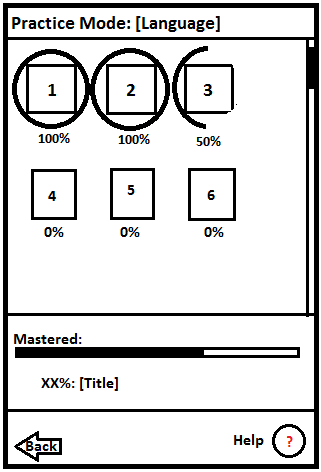 Practice Mode: [Language]
1 2 3
100% 100% 50%
4 5 6
0% 0% 0%
Mastered:
XX%: [Title]
Back Help ?